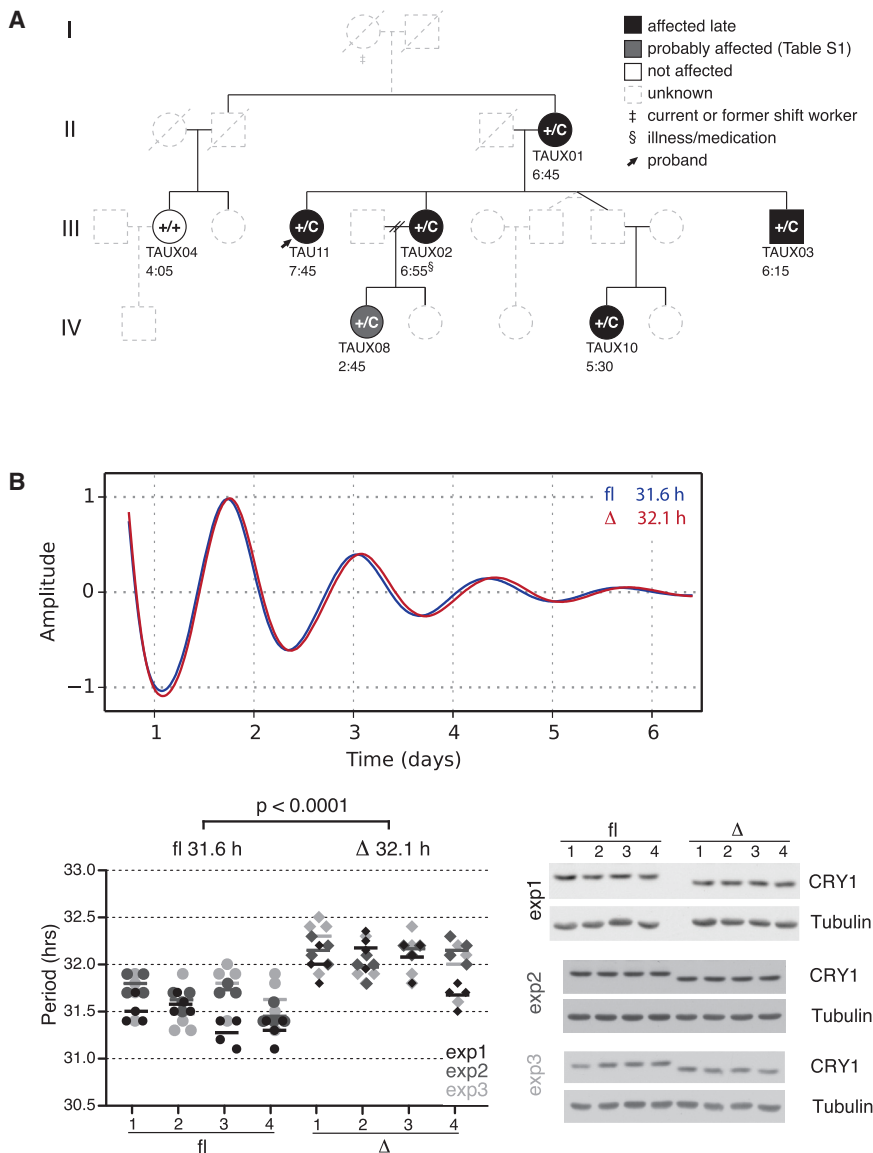 A
I
‡
affected late
probably affected (Table S1)
not affected
unknown
‡ current or former shift worker
§ illness/medication
proband
II
+/C
TAUX01
6:45
III
+/+
TAUX04
4:05
+/C
TAU11
7:45
+/C
TAUX02
6:55§
+/C
TAUX03
6:15
IV
+/C
TAUX08
2:45
+/C
TAUX10
5:30
B
fl 31.6 h
Δ 32.1 h
Amplitude
1
0
−1
1 2 3 4 5 6
Time (days)
p < 0.0001
fl 31.6 h Δ 32.1 h
Period (hrs)
33.0
32.5
32.0
31.5
31.0
30.5
exp1
exp2
exp3
1 2 3 4 1 2 3 4
fl Δ
fl Δ
1 2 3 4 1 2 3 4
exp1
CRY1
Tubulin
exp2
CRY1
Tubulin
exp3
CRY1
Tubulin